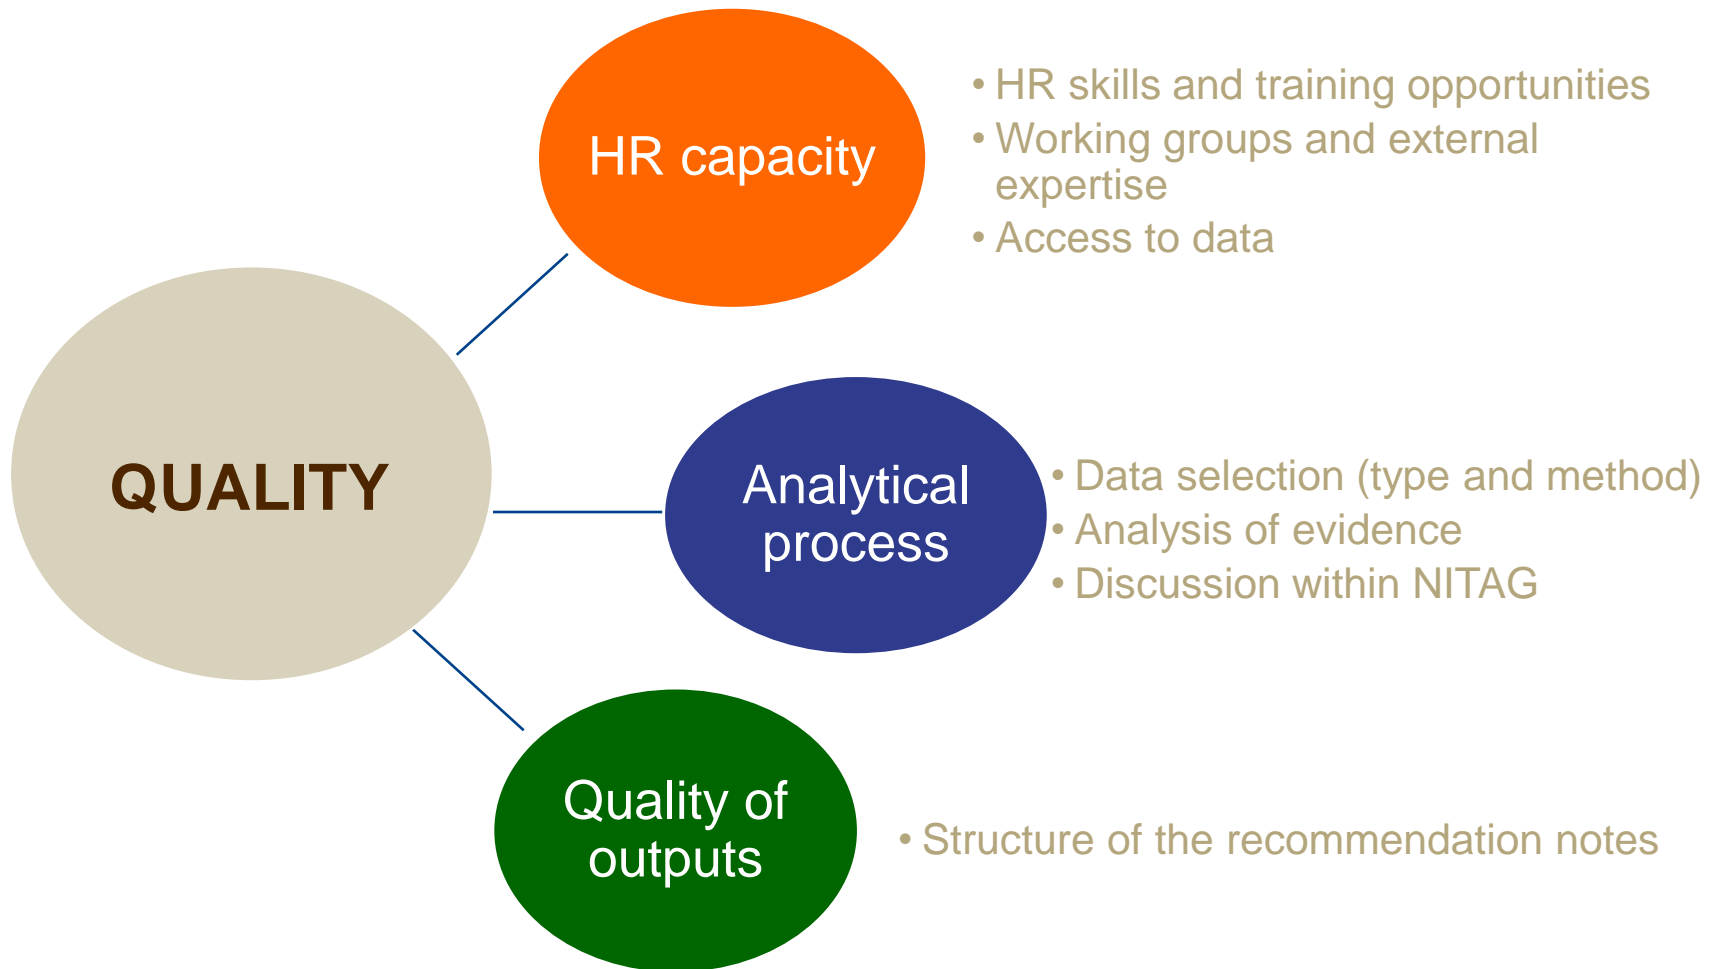 QUALITY
HR capacity
• HR skills and training opportunities
• Working groups and external
expertise
• Access to data
Analytical
process
• Data selection (type and method)
• Analysis of evidence
• Discussion within NITAG
Quality of
outputs
• Structure of the recommendation notes